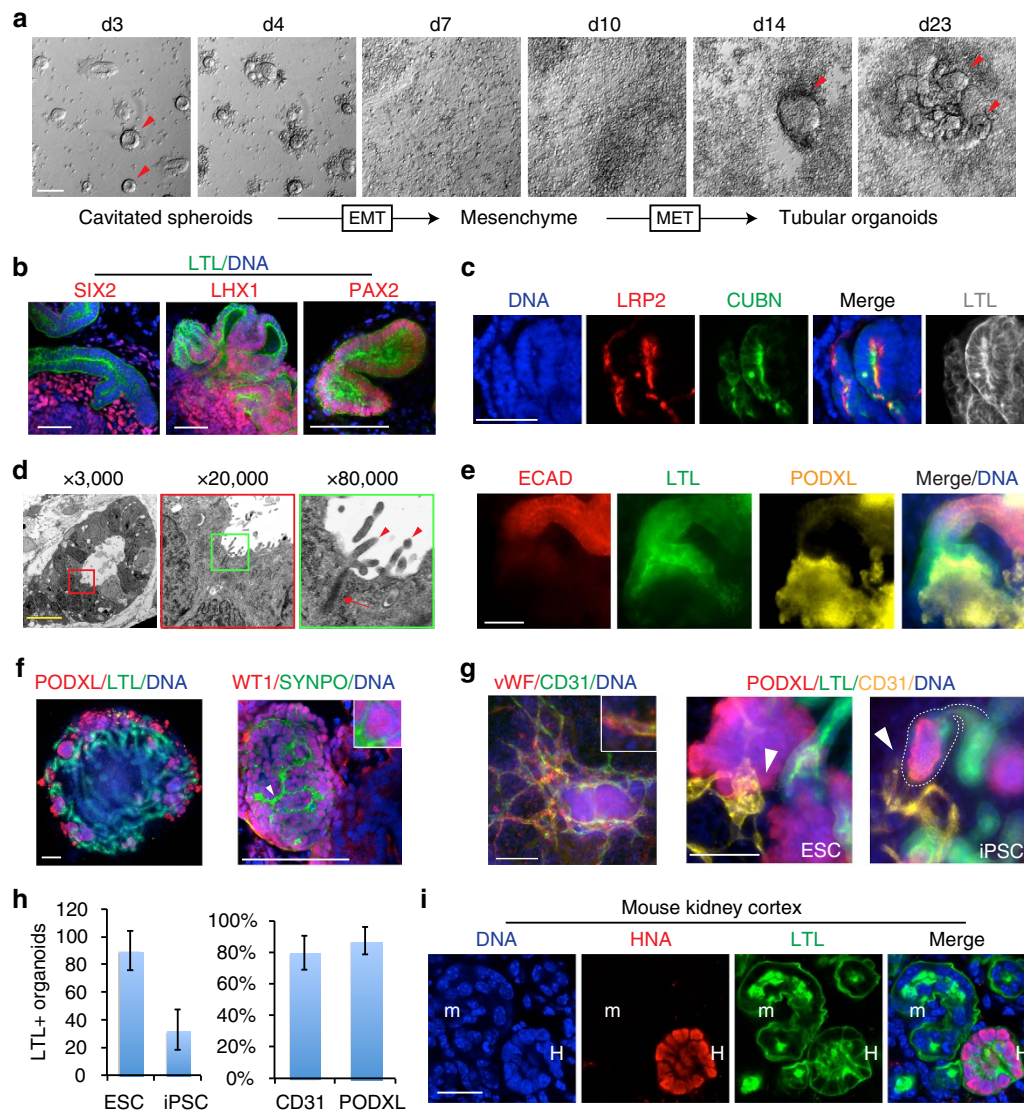 a
d3 d4 d7 d10 d14 d23
Cavitated spheroids EMT Mesenchyme MET Tubular organoids
b
LTL/DNA
SIX2 LHX1 PAX2
c
DNA LRP2 CUBN Merge LTL
d
×3,000 ×20,000 ×80,000
e
ECAD LTL PODXL Merge/DNA
f
PODXL/LTL/DNA WT1/SYNPO/DNA
g
vWF/CD31/DNA PODXL/LTL/CD31/DNA
ESC iPSC
h
LTL+ organoids
120
100
80
60
40
20
0
ESC iPSC
100%
80%
60%
40%
20%
0%
CD31 PODXL
i
Mouse kidney cortex
DNA HNA LTL Merge
m m m m
H H H H